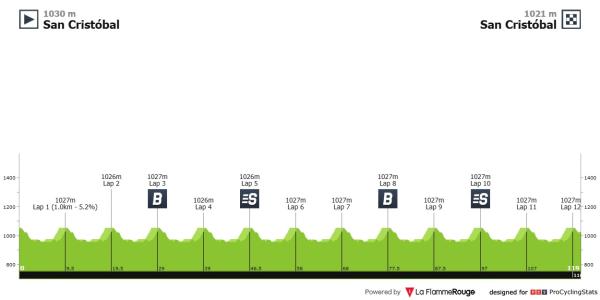 1030 m
San Cristóbal
1021 m
San Cristóbal
1026m
Lap 2
1027m
Lap 3
B
1026m
Lap 5
S
1027m
Lap 8
B
1027m
Lap 10
S
1027m
Lap 1 (1.0km - 5.2%)
1026m
Lap 4
1027m
Lap 6
1027m
Lap 7
1027m
Lap 9
1027m
Lap 11
1027m
Lap 12
1400
1200
1000
800
1400
1200
1000
800
0
9.5
19.5
29
39
48.5
58
68
77.5
87.5
97
107
Powered by La FlammeRouge designed for PCS ProCyclingStats